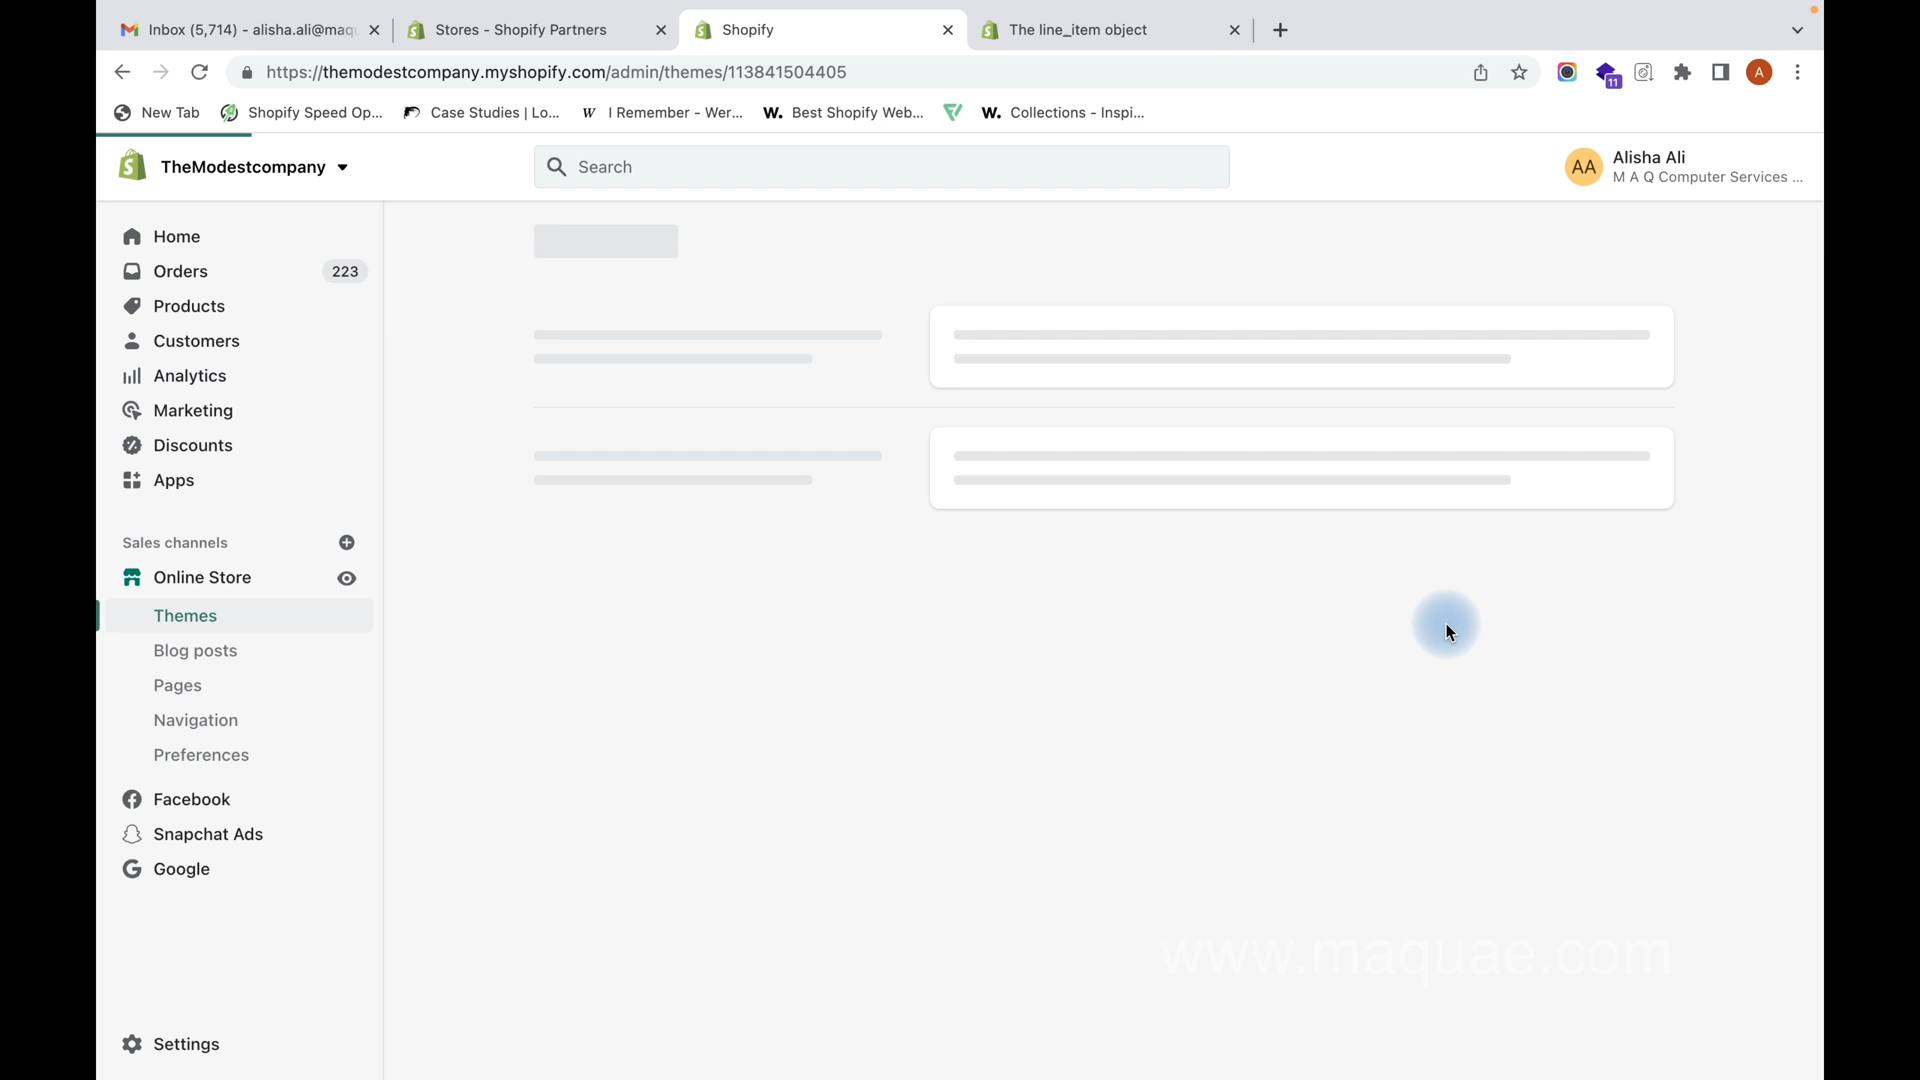 Inbox (5,714) - alisha.ali@maq
Stores - Shopify Partners
Shopify
The line_item object
https://themodestcompany.myshopify.com/admin/themes/113841504405
11
A
New Tab
Shopify Speed Op...
Case Studies | Lo...
W
I Remember - Wer...
W.
Best Shopify Web...
W.
Collections - Inspi...
TheModestcompany
Search
AA
Alisha Ali
M A Q Computer Services ...
Home
Orders
223
Products
Customers
Analytics
Marketing
Discounts
Apps
Sales channels
Online Store
Themes
Blog posts
Pages
Navigation
Preferences
Facebook
Snapchat Ads
Google
www.maquae.com
Settings